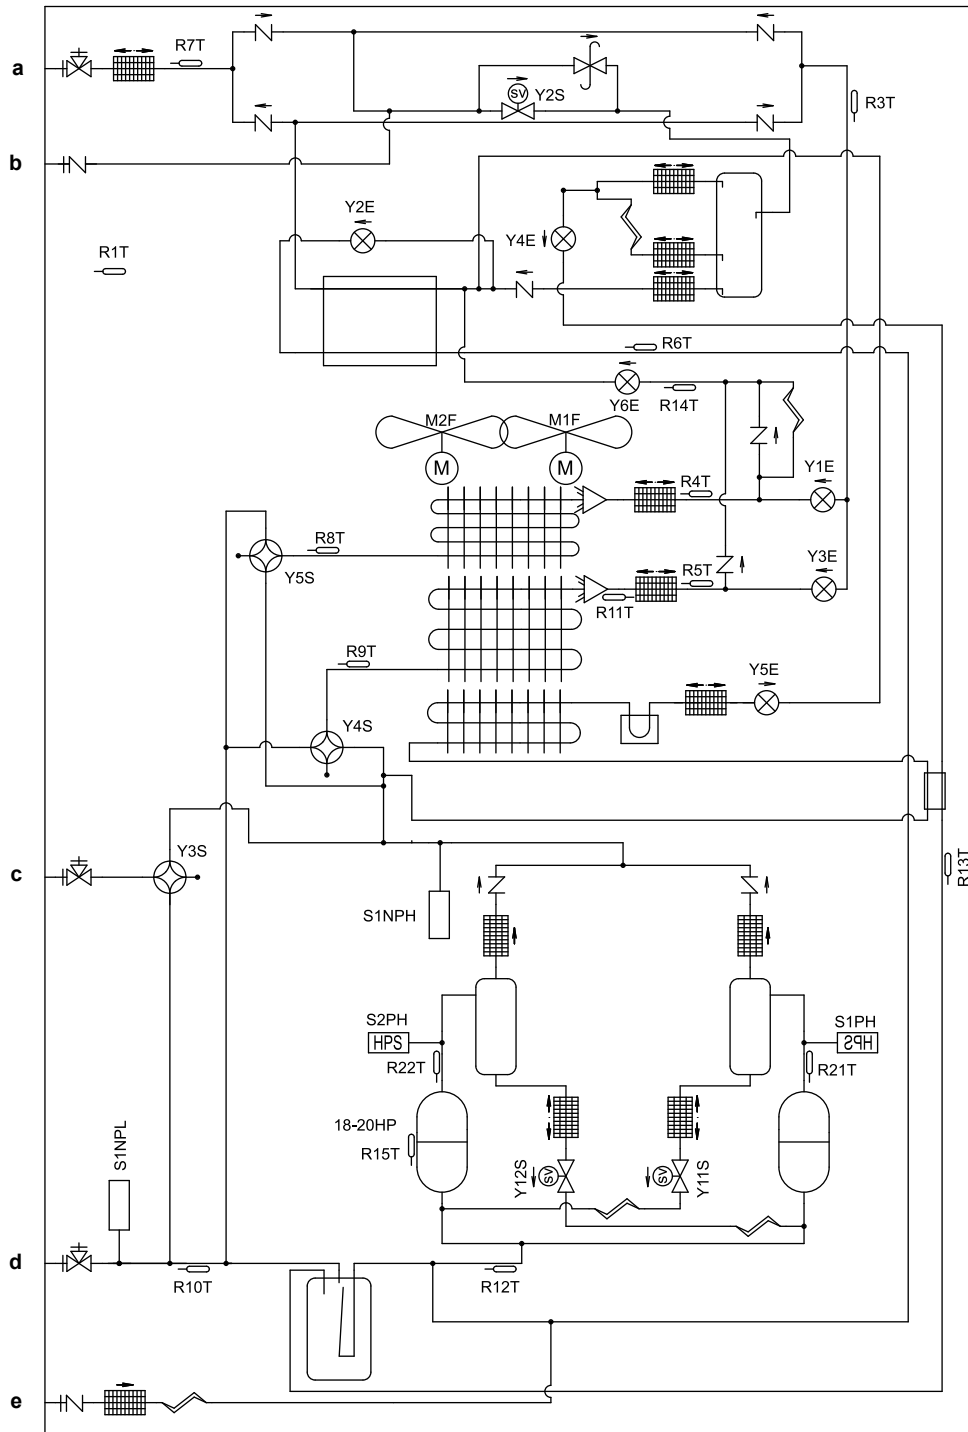 a
R7T
SV
Y2S
R3T
b
Y2E
Y4E
R1T
R6T
Y6E
R14T
M2F
M1F
M
M
R4T
Y1E
R8T
Y5S
R5T
Y3E
R11T
R9T
Y5E
Y4S
Y3S
c
R13T
S1NPH
S2PH
HPS
R22T
S1PH
HPS
R21T
18-20HP
R15T
S1NPL
Y12S
SV
SV
Y11S
d
R10T
R12T
e